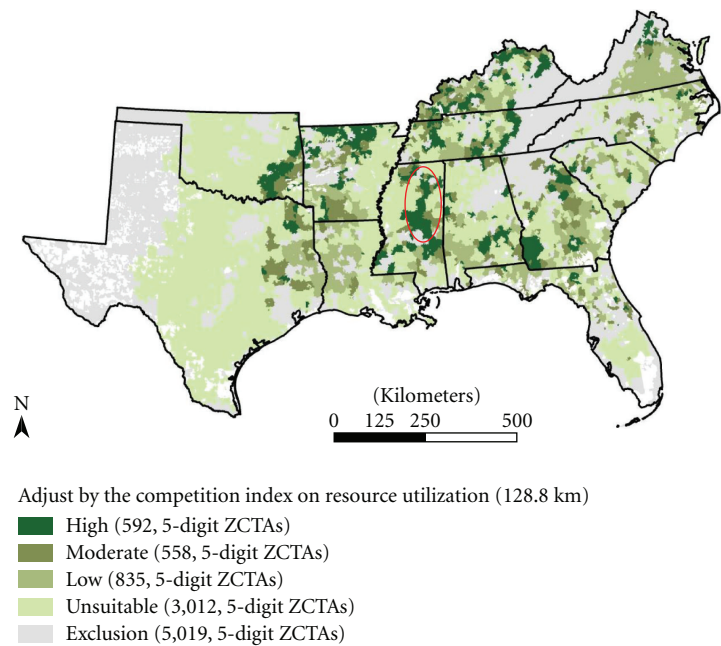 (Kilometers)
N
0 125 250 500
Adjust by the competition index on resource utilization (128.8 km)
High (592, 5-digit ZCTAs)
Moderate (558, 5-digit ZCTAs)
Low (835, 5-digit ZCTAs)
Unsuitable (3,012, 5-digit ZCTAs)
Exclusion (5,019, 5-digit ZCTAs)